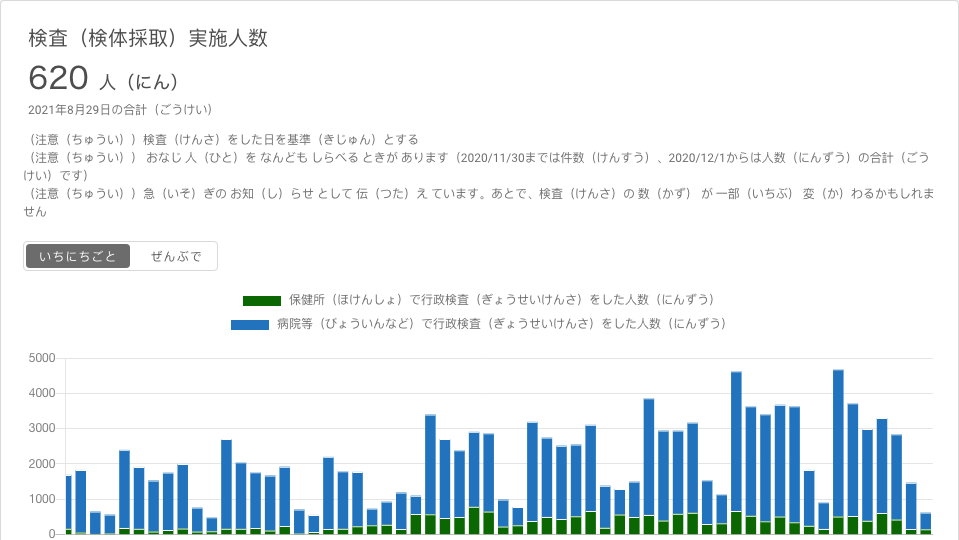 検査（検体採取）実施人数
620 人（にん）
2021年8月29日の合計（ごうけい）
（注意（ちゅうい））検査（けんさ）をした日を基準（きじゅん）とする
（注意（ちゅうい）） おなじ 人（ひと）を なんども しらべる ときが あります（2020/11/30までは件数（けんすう）、2020/12/1からは人数（にんずう）の合計（ごう
けい）です）
（注意（ちゅうい））急（いそ）ぎの お知（し）らせ として 伝（つた）え ています。あとで、検査（けんさ）の 数（かず） が 一部（いちぶ） 変（か）わるかもしれま
せん
いちにちごと ぜんぶで
保健所（ほけんしょ）で行政検査（ぎょうせいけんさ）をした人数（にんずう）
病院等（びょういんなど）で行政検査（ぎょうせいけんさ）をした人数（にんずう）
5000
4000
3000
2000
1000
0